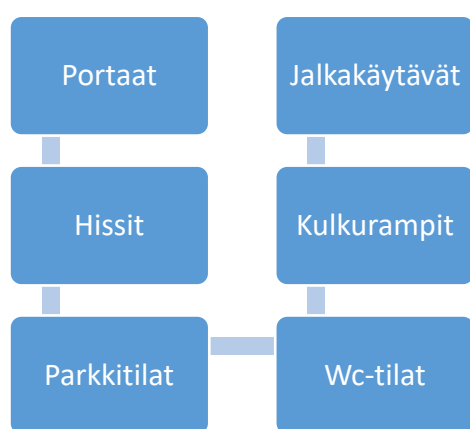 Portaat
Hissit
Parkkitilat
Wc-tilat
Kulkurampit
Jalkakäytävät